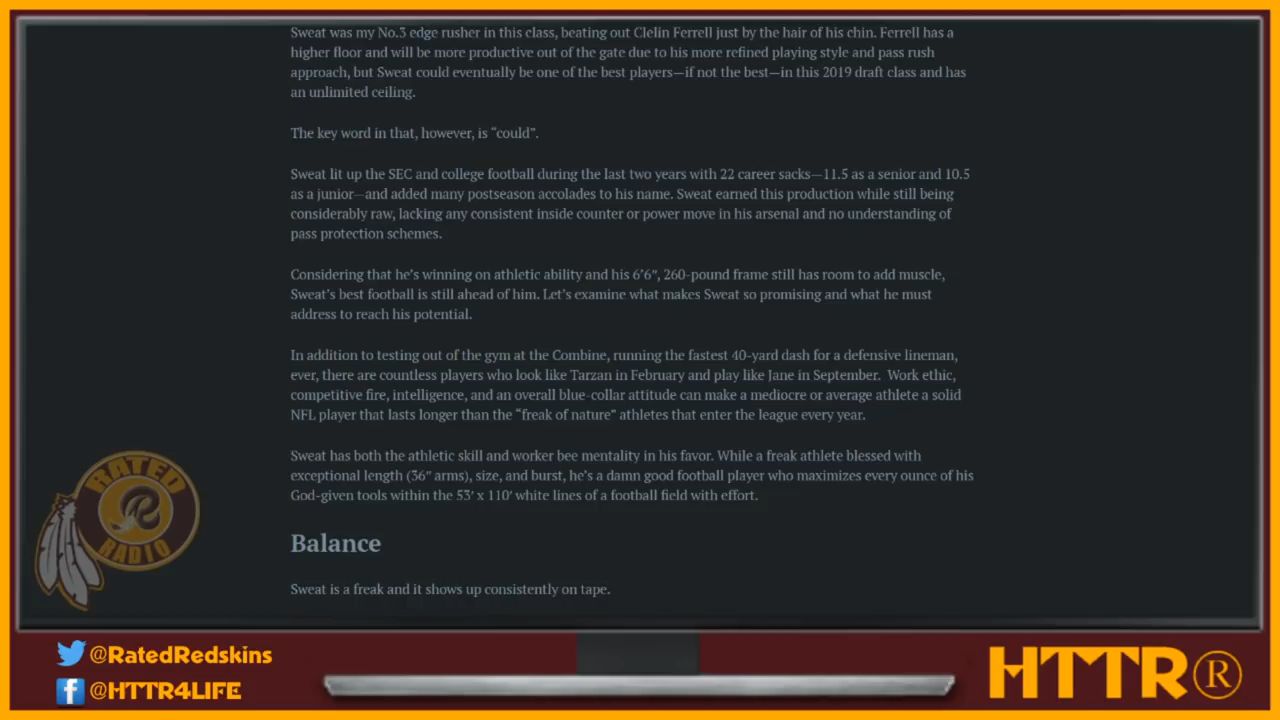 Sweat was my No.3 edge rusher in this class, beating out Clelin Ferrell just by the hair of his chin. Ferrell has a
higher floor and will be more productive out of the gate due to his more refined playing style and pass rush
approach, but Sweat could eventually be one of the best players—if not the best—in this 2019 draft class and has
an unlimited ceiling.
The key word in that, however, is “could”.
Sweat lit up the SEC and college football during the last two years with 22 career sacks—11.5 as a senior and 10.5
as a junior—and added many postseason accolades to his name. Sweat earned this production while still being
considerably raw, lacking any consistent inside counter or power move in his arsenal and no understanding of
pass protection schemes.
Considering that he’s winning on athletic ability and his 6’6”, 260-pound frame still has room to add muscle,
Sweat’s best football is still ahead of him. Let’s examine what makes Sweat so promising and what he must
address to reach his potential.
In addition to testing out of the gym at the Combine, running the fastest 40-yard dash for a defensive lineman,
ever, there are countless players who look like Tarzan in February and play like Jane in September.  Work ethic,
competitive fire, intelligence, and an overall blue-collar attitude can make a mediocre or average athlete a solid
NFL player that lasts longer than the “freak of nature” athletes that enter the league every year.
Sweat has both the athletic skill and worker bee mentality in his favor. While a freak athlete blessed with
exceptional length (36″ arms), size, and burst, he’s a damn good football player who maximizes every ounce of his
God-given tools within the 53′ x 110′ white lines of a football field with effort.
Balance
Sweat is a freak and it shows up consistently on tape.
RATED
R
RADIO
@RatedRedskins
@HTTR4LIFE
HTTR®